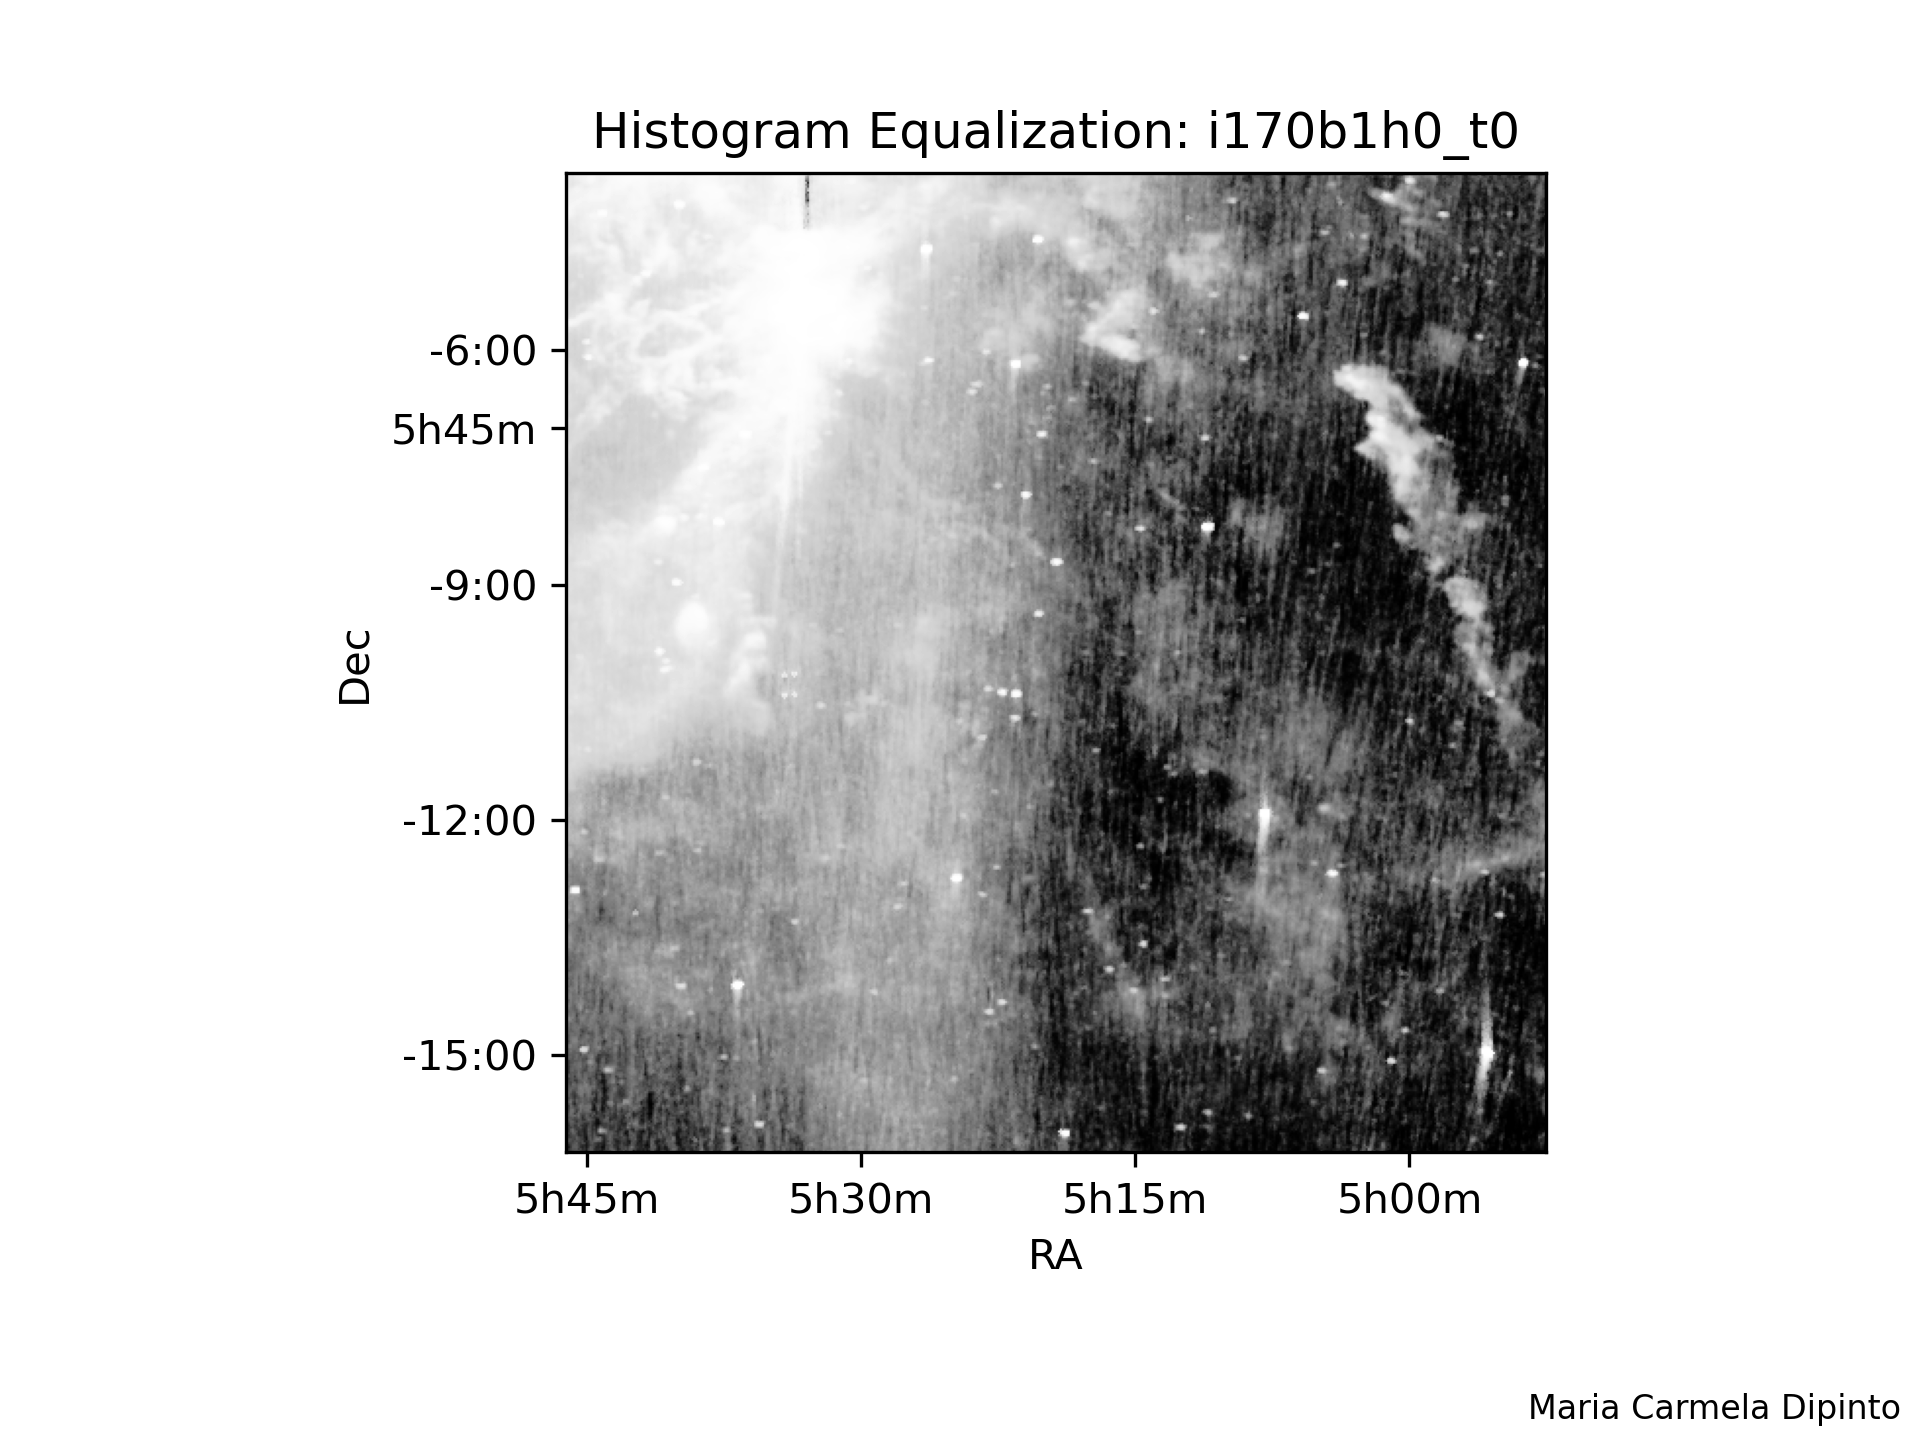 Histogram Equalization: i170b1h0_t0
-6:00
5h45m
-9:00
Dec
-12:00
-15:00
5h45m 5h30m 5h15m 5h00m
RA
Maria Carmela Dipinto